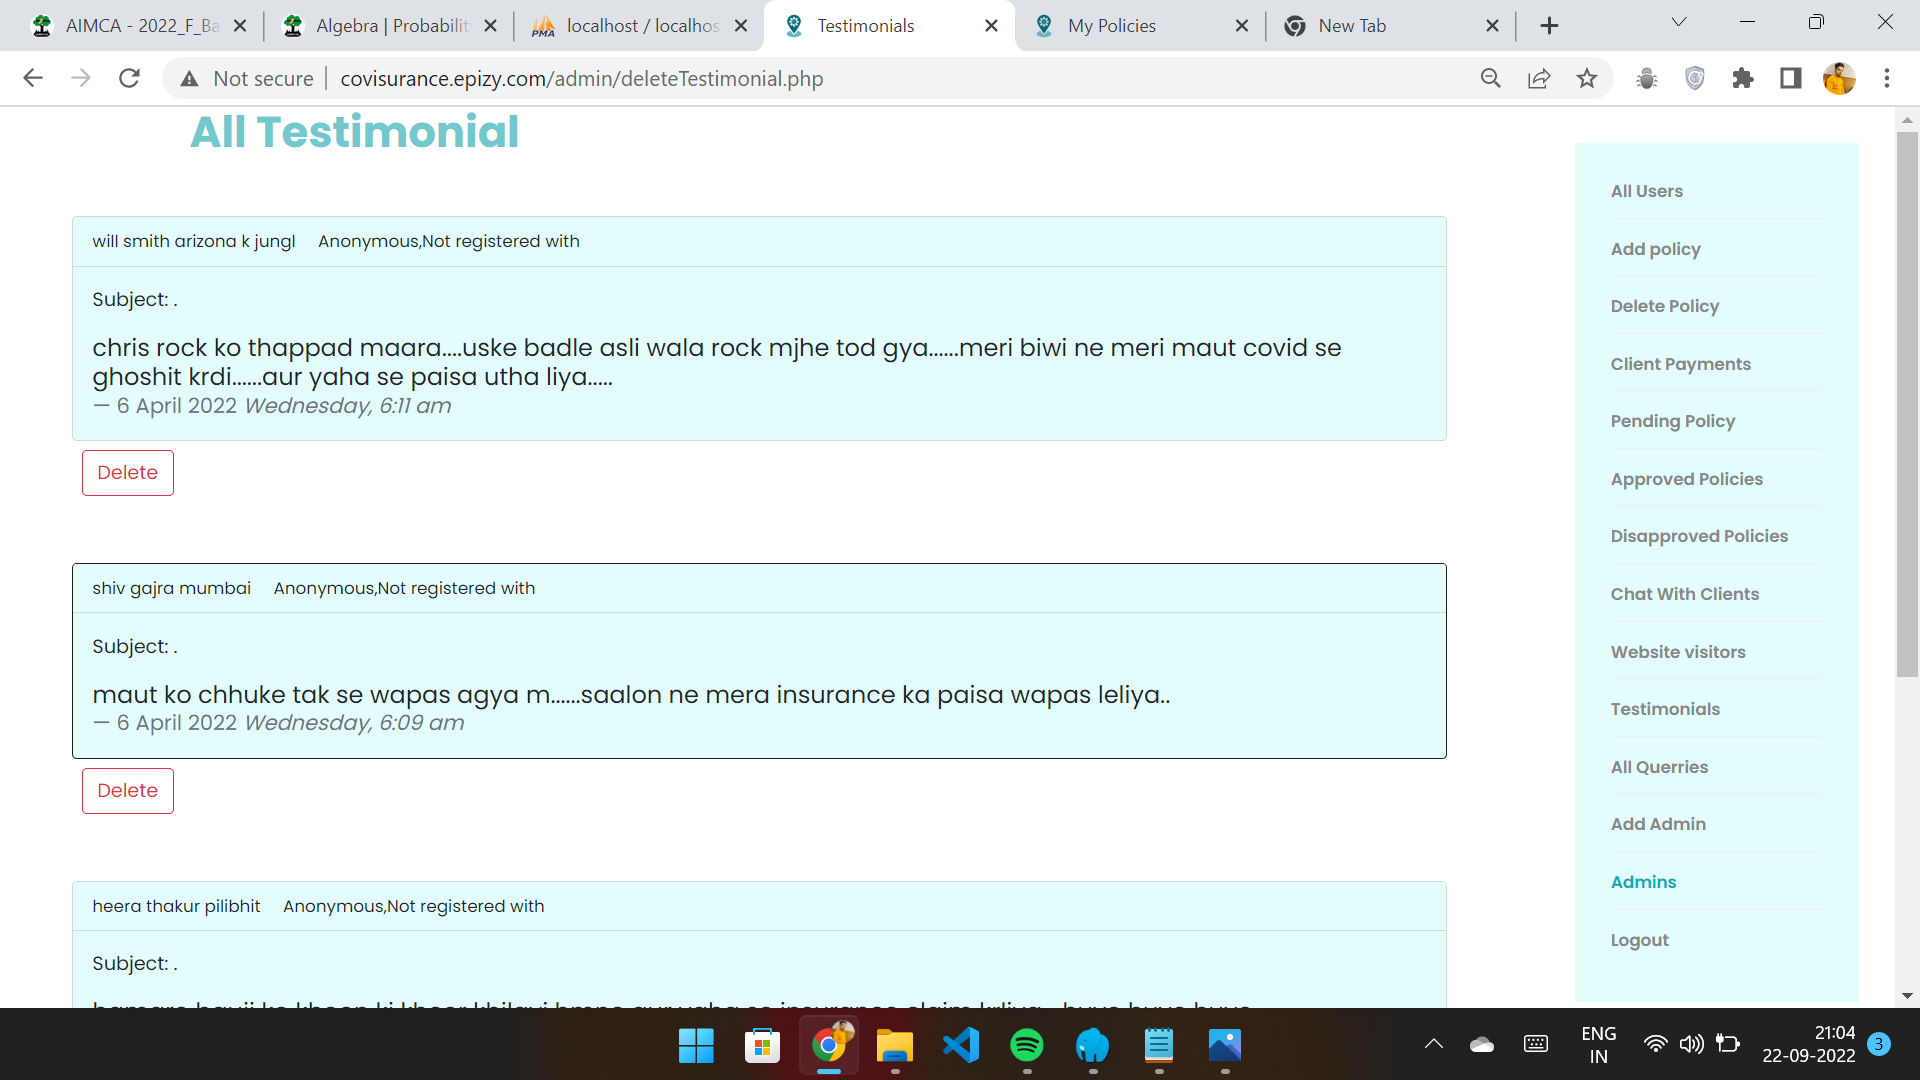 AIMCA - 2022_F_Ba
Algebra | Probabilit
localhost / localhos
Testimonials
My Policies
New Tab
Not secure
covisurance.epizy.com/admin/deleteTestimonial.php
All Testimonial
will smith arizona k jungl Anonymous,Not registered with
Subject: .
chris rock ko thappad maara....uske badle asli wala rock mjhe tod gya......meri biwi ne meri maut covid se
ghoshit krdi......aur yaha se paisa utha liya.....
— 6 April 2022 Wednesday, 6:11 am
Delete
shiv gajra mumbai Anonymous,Not registered with
Subject: .
maut ko chhuke tak se wapas agya m......saalon ne mera insurance ka paisa wapas leliya..
— 6 April 2022 Wednesday, 6:09 am
Delete
heera thakur pilibhit Anonymous,Not registered with
Subject: .
All Users
Add policy
Delete Policy
Client Payments
Pending Policy
Approved Policies
Disapproved Policies
Chat With Clients
Website visitors
Testimonials
All Querries
Add Admin
Admins
Logout
PMA
ENG
IN
21:04
22-09-2022
3